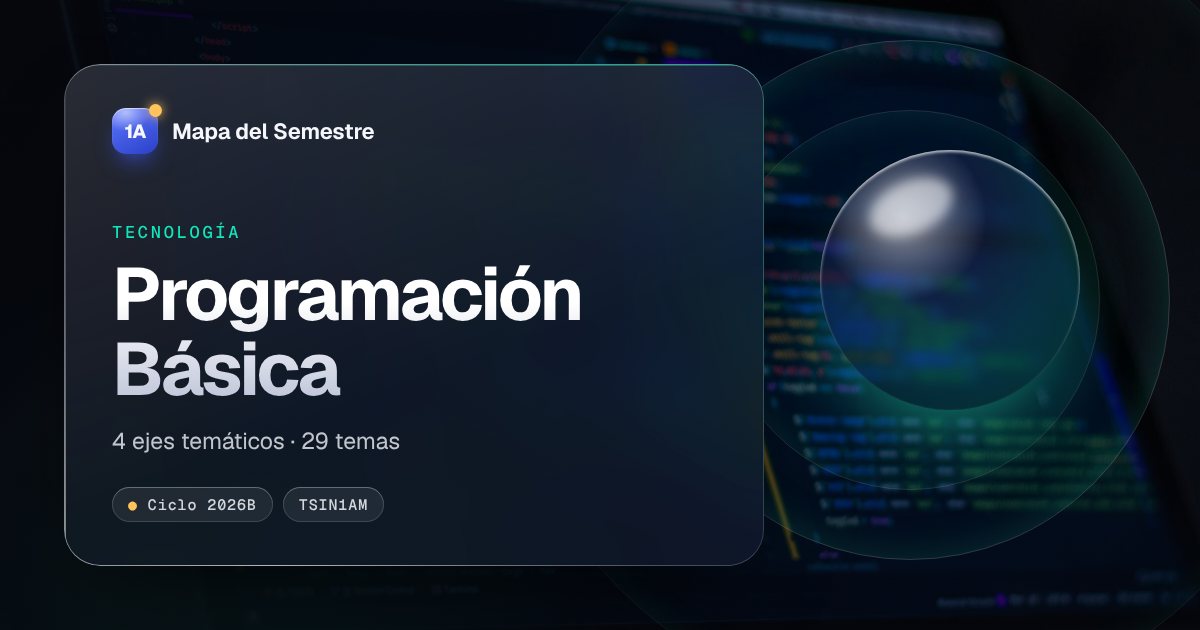 1A
Mapa del Semestre
TECNOLOGÍA
Programación
Básica
4 ejes temáticos · 29 temas
Ciclo 2026B
TSIN1AM